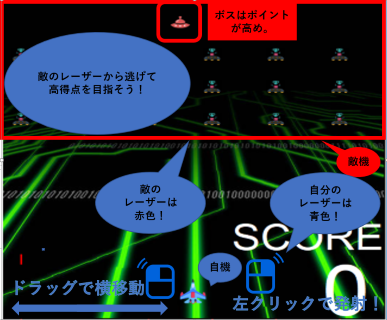 ボスはポイント
が高め。
敵のレーザーから逃げて
高得点を目指そう！
敵機
敵の
レーザーは
赤色！
自分の
レーザーは
青色！
SCORE
0
自機
ドラッグで横移動
左クリックで発射！